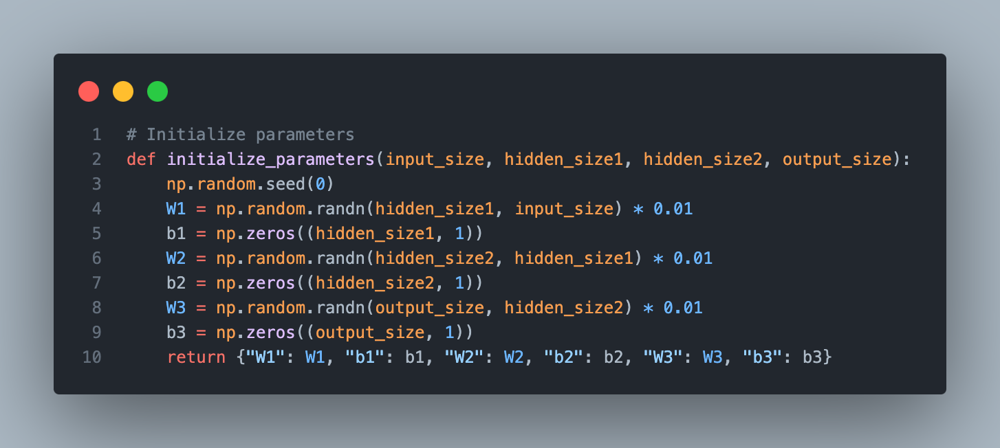 1 # Initialize parameters
2 def initialize_parameters(input_size, hidden_size1, hidden_size2, output_size):
3     np.random.seed(0)
4     W1 = np.random.randn(hidden_size1, input_size) * 0.01
5     b1 = np.zeros((hidden_size1, 1))
6     W2 = np.random.randn(hidden_size2, hidden_size1) * 0.01
7     b2 = np.zeros((hidden_size2, 1))
8     W3 = np.random.randn(output_size, hidden_size2) * 0.01
9     b3 = np.zeros((output_size, 1))
10     return {"W1": W1, "b1": b1, "W2": W2, "b2": b2, "W3": W3, "b3": b3}